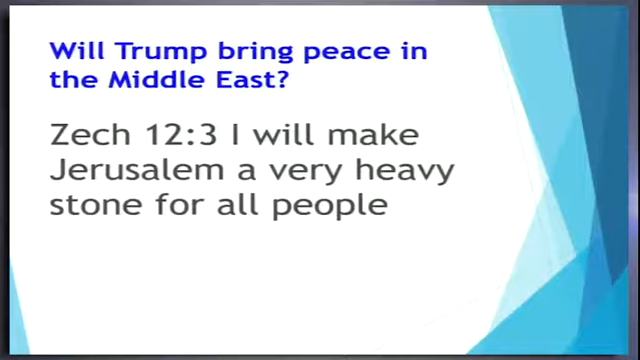 Will Trump bring peace in
the Middle East?
Zech 12:3 I will make
Jerusalem a very heavy
stone for all people